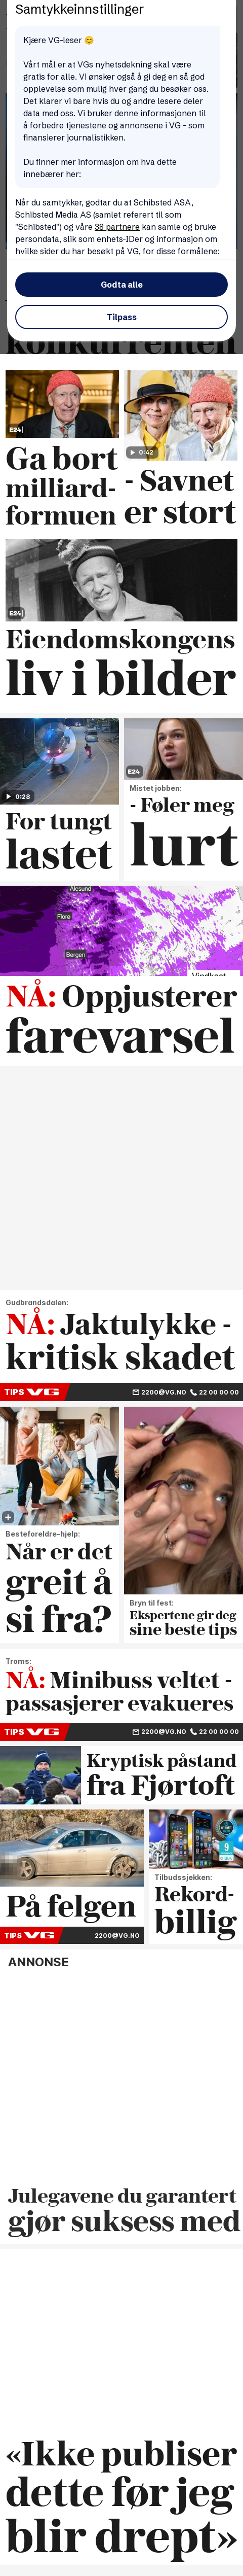 Samtykkeinnstillinger
Kjære VG-leser 😊
Vårt mål er at VGs nyhetsdekning skal være
gratis for alle. Vi ønsker også å gi deg en så god
opplevelse som mulig hver gang du besøker oss.
Det klarer vi bare hvis du og andre lesere deler
data med oss. Vi bruker denne informasjonen til
å forbedre tjenestene og annonsene i VG - som
finansierer journalistikken.
Du finner mer informasjon om hva dette
innebærer her:
Når du samtykker, godtar du at Schibsted ASA,
Schibsted Media AS (samlet referert til som
"Schibsted") og våre 38 partnere kan samle og bruke
persondata, slik som enhets-IDer og informasjon om
hvilke sider du har besøkt på VG, for disse formålene:
Godta alle
Tilpass
E24
Ga bort
milliard-
formuen
0:42
- Savnet
er stort
E24
Eiendomskongens
liv i bilder
0:28
For tungt
lastet
E24
Mistet jobben:
- Føler meg
lurt
Ålesund
Florø
Bergen
Vindkast
NÅ: Oppjusterer
farevarsel
Gudbrandsdalen:
NÅ: Jaktulykke -
kritisk skadet
TIPS VG 2200@VG.NO 22 00 00 00
Besteforeldre-hjelp:
Når er det
greit å
si fra?
Bryn til fest:
Ekspertene gir deg
sine beste tips
Troms:
NÅ: Minibuss veltet -
passasjerer evakueres
TIPS VG 2200@VG.NO 22 00 00 00
Kryptisk påstand
fra Fjørtoft
På felgen
TIPS VG 2200@VG.NO
9
Tilbudssjekken:
Rekord-
billig
ANNONSE
Julegavene du garantert
gjør suksess med
«Ikke publiser
dette før jeg
blir drept»